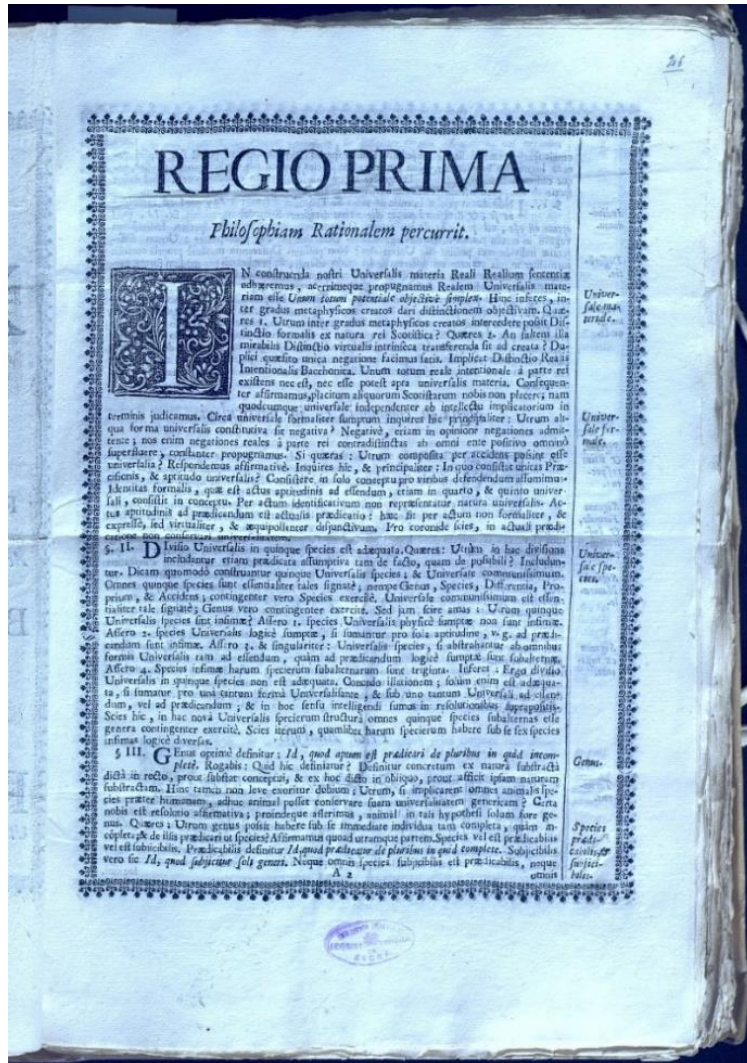 206
REGIO PRIMA
Philosophiam Rationalem percurrit.
IN construenda nostri Universalis materia Reali Realium sententiæ
adhæremus, acerrimeque propugnamus Realem Universalis mate-
riam esse Unum totum potentiale objectivè simplex. Hinc inferes, in-
ter gradus metaphysicos creatos dari distinctionem objectivam. Quæ-
res 1. Utrum inter gradus metaphysicos creatos intercedere possit Dis-
tinctio formalis ex natura rei Scotistica? Quæres 2. An saltem illa
mirabilis Distinctio virtualis intrinseca transferenda sit ad creata? Du-
plici quæsito unica negatione facimus satis. Implicat Distinctio Realis
Intentionalis Bacchonica. Unum totum reale intentionale à parte rei
existens nec est, nec esse potest apta universalis materia. Consequen-
ter affirmamus, placitum aliquorum Scotistarum nobis non placere; nam
quodcumque universale independenter ab intellectu implicatorium in
terminis judicamus. Circa universale formaliter sumptum inquires hic principaliter: Utrum ali-
qua forma universalis constitutiva sit negativa? Negativè, etiam in opinione negationes admit-
tente; nos enim negationes reales à parte rei contradistinctas ab omni ente positivo omninò
superfluere, constanter propugnamus. Si quæras: Utrum composita per accidens possint esse
universalia? Respondemus affirmativè. Inquires hic, & principaliter: In quo consistat unitas Præ-
cisionis, & aptitudo universalis? Consistere in solo conceptu pro viribus defendendum assumimus.
Identitas formalis, quæ est actus aptitudinis ad essendum, etiam in quarto, & quinto univer-
sali, consistit in conceptu. Per actum identificativum non repræsentatur natura universalis. Ac-
tus aptitudinis ad prædicandum est actualis prædicatio: hæc fit per actum non formaliter, &
expressè, sed virtualiter, & æquipollenter disjunctivum. Pro coronide scies, in actuali prædi-
catione non conservari universalitatem.
§. II. DIvisio Universalis in quinque species est adæquata. Quæres: Utrùm in hac divisione
includantur etiam prædicata assumptiva tam de facto, quam de possibili? Includun-
tur. Dicam quomodò construantur quinque Universalis species; & Universale communissimum.
Omnes quinque species sunt essentialiter tales signatè; nempe Genus, Species, Differentia, Pro-
prium, & Accidens; contingenter verò Species exercitè. Universale communissimum est essen-
tialiter tale signatè; Genus verò contingenter exercitè. Sed jam scire amas: Utrum quinque
Universalis species sint infimæ? Assero 1. species Universalis physicè sumptæ non sunt infimæ.
Assero 2. species Universalis logicè sumptæ, si sumantur pro sola aptitudine, v. g. ad prædi-
candum sunt infimæ. Assero 3. & singulariter: Universalis species, si abstrahantur ab omnibus
formis Universalis tam ad essendum, quàm ad prædicandum logicè sumptæ sunt subalternæ.
Assero 4. Species infimæ harum specierum subalternarum sunt triginta. Inferes: Ergo divisio
Universalis in quinque species non est adæquata. Concedo illationem; solùm enim est adæqua-
ta, si sumatur pro una tantùm forma Universalisante, & sub uno tantum Universali ad essen-
dum, vel ad prædicandum; & in hoc sensu intelligendi sumus in resolutionibus suprapositis.
Scies hic, in hac nova Universalis specierum structura omnes quinque species subalternas esse
genera contingenter exercitè. Scies iterum, quamlibet harum specierum habere sub se sex species
infimas logicè diversas.
§ III. GEnus optimè definitur: Id, quod aptum est prædicari de pluribus in quid incom-
pletè. Rogabis: Quid hic definiatur? Definitur concretum ex natura substracta
dicta in recto, prout subestat conceptui, & ex hoc dicto in obliquo, prout afficit ipsam naturam
substractam. Hinc tamen non leve exoritur dubium: Utrum, si implicarent omnes animalis spe-
cies præter humanam, adhuc animal posset conservare suam universalitatem genericam? Certa
nobis est resolutio affirmativa; proindeque asserimus, animal in tali hypothesi solum fore ge-
nus. Quæres: Utrum genus possit habere sub se immediatè individua tam completa, quàm in-
completa; & de illis prædicari ut species? Affirmamus quoad utramque partem. Species vel est prædicabilis
vel est subjicibilis. Prædicabilis definitur Id, quod prædicatur de pluribus in quid complete. Subjicibilis
vero sic Id, quod subjicitur soli generi. Neque omnis species subjicibilis est prædicabilis, neque
A 2
omnis
Univer-
sale ma-
teriale.
Univer-
sale for-
male.
Univer-
sale spe-
cies.
Genus.
Species
prædi-
cabilis, &
subjici-
bilis.